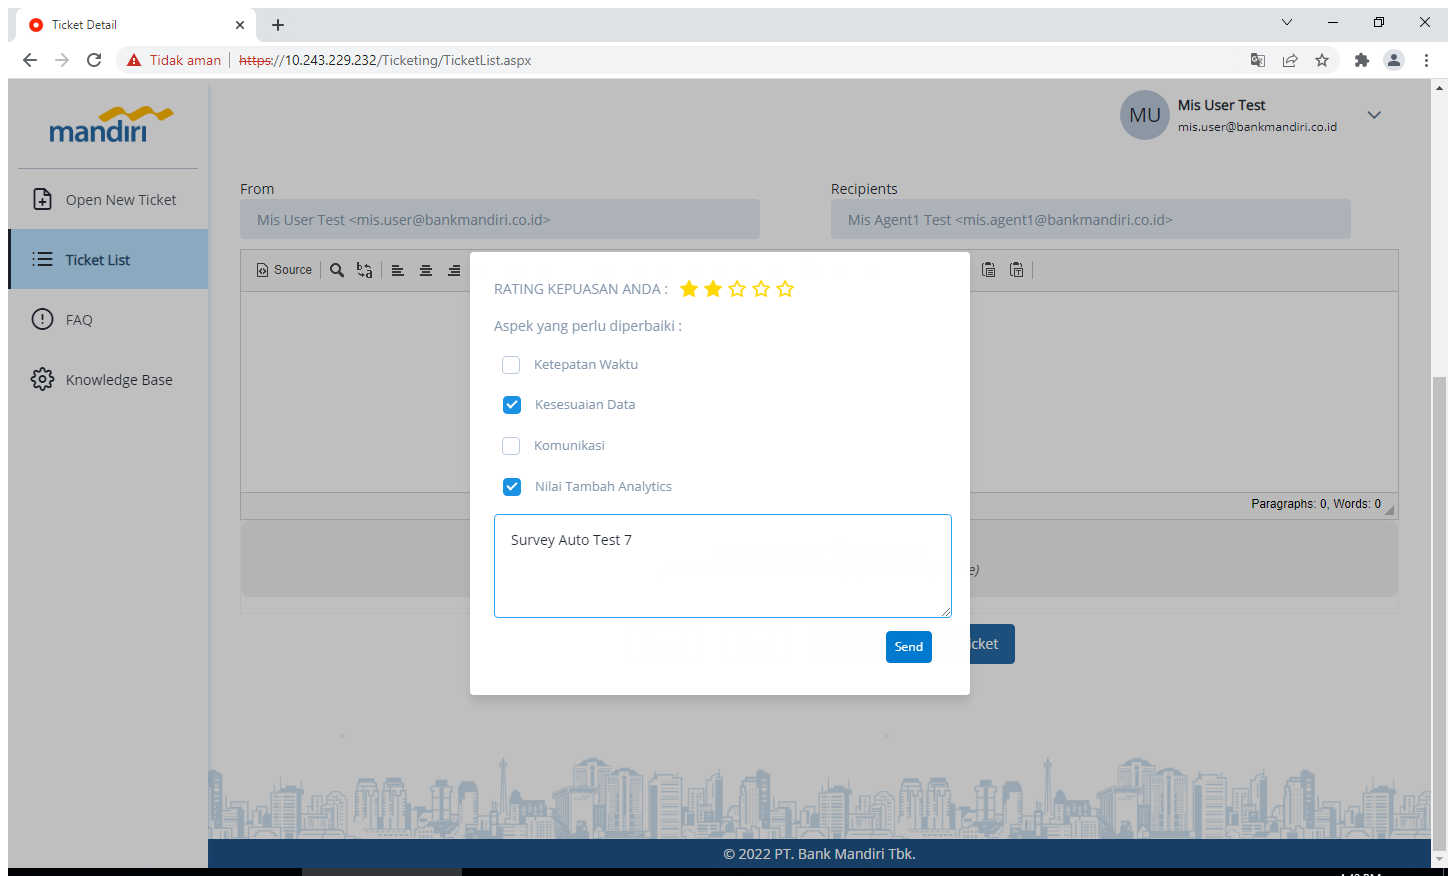 Ticket Detail
Tidak aman https://10.243.229.232/Ticketing/TicketList.aspx
mandiri
MU
Mis User Test
mis.user@bankmandiri.co.id
Open New Ticket
Ticket List
FAQ
Knowledge Base
From
Recipients
Mis User Test <mis.user@bankmandiri.co.id>
Mis Agent1 Test <mis.agent1@bankmandiri.co.id>
Source
RATING KEPUASAN ANDA :
Aspek yang perlu diperbaiki :
Ketepatan Waktu
Kesesuaian Data
Komunikasi
Nilai Tambah Analytics
Paragraphs: 0, Words: 0
Survey Auto Test 7
e)
Send
icket
© 2022 PT. Bank Mandiri Tbk.